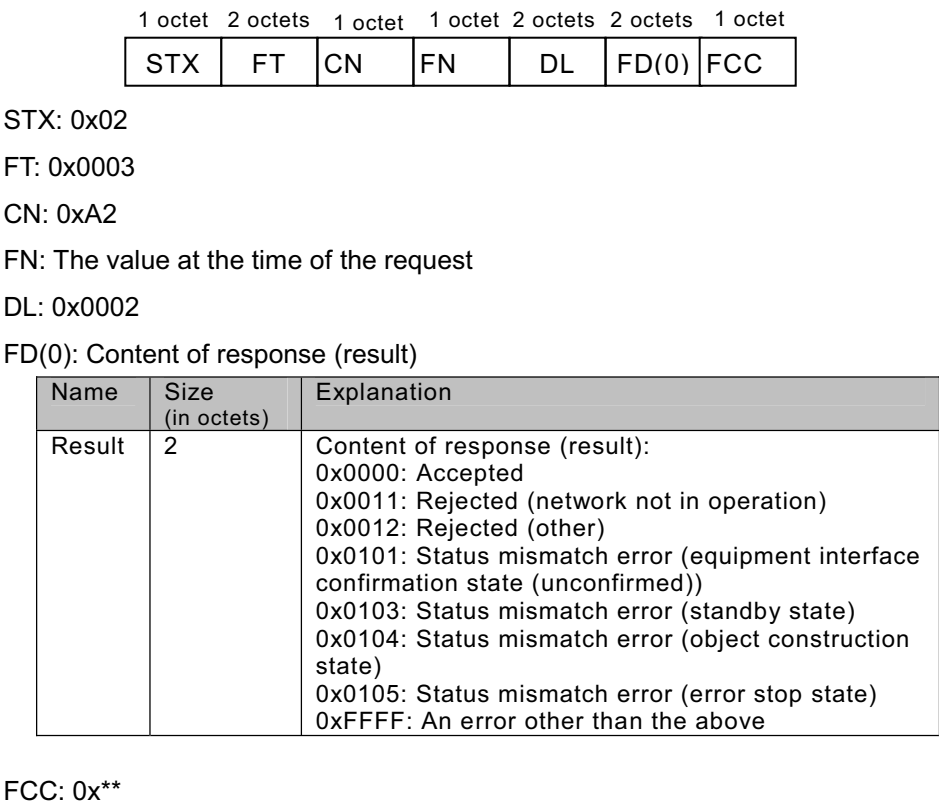 1 octet 2 octets 1 octet 1 octet 2 octets 2 octets 1 octet
STX FT CN FN DL FD(0) FCC
STX: 0x02
FT: 0x0003
CN: 0xA2
FN: The value at the time of the request
DL: 0x0002
FD(0): Content of response (result)
Name Size Explanation
(in octets)
Result 2 Content of response (result):
0x0000: Accepted
0x0011: Rejected (network not in operation)
0x0012: Rejected (other)
0x0101: Status mismatch error (equipment interface
confirmation state (unconfirmed))
0x0103: Status mismatch error (standby state)
0x0104: Status mismatch error (object construction
state)
0x0105: Status mismatch error (error stop state)
0xFFFF: An error other than the above
FCC: 0x**